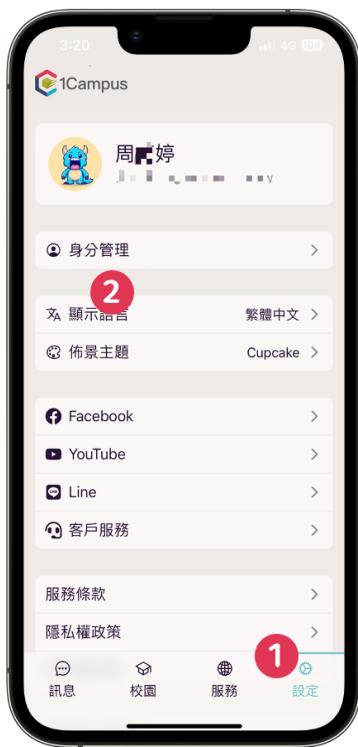 3:20 4G 100
1Campus
周 婷
身分管理
2
顯示語言 繁體中文
佈景主題 Cupcake
Facebook
YouTube
Line
客戶服務
服務條款
隱私權政策
1
訊息 校園 服務 設定